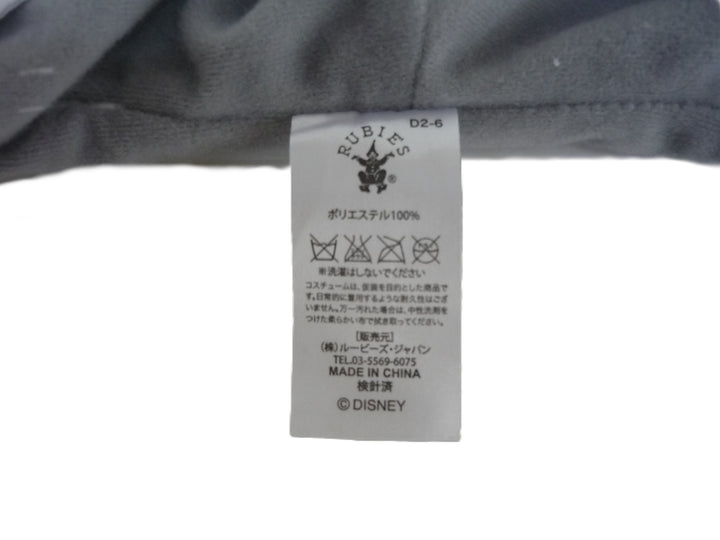 D2-6
RUBIES
®
ポリエステル100%
※洗濯はしないでください
コスチュームは、仮装を目的とした商品で
す。日常的に着用するような耐久性はござ
いません。万一汚れた場合は、中性洗剤を
つけた柔らかい布で拭き取ってください。
[販売元]
(株)ルービーズ・ジャパン
TEL.03-5569-6075
MADE IN CHINA
検針済
©DISNEY